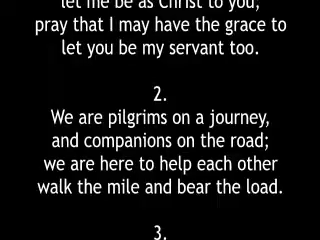 let me be as Christ to you,
pray that I may have the grace to
let you be my servant too.
2.
We are pilgrims on a journey,
and companions on the road;
we are here to help each other
walk the mile and bear the load.
3.